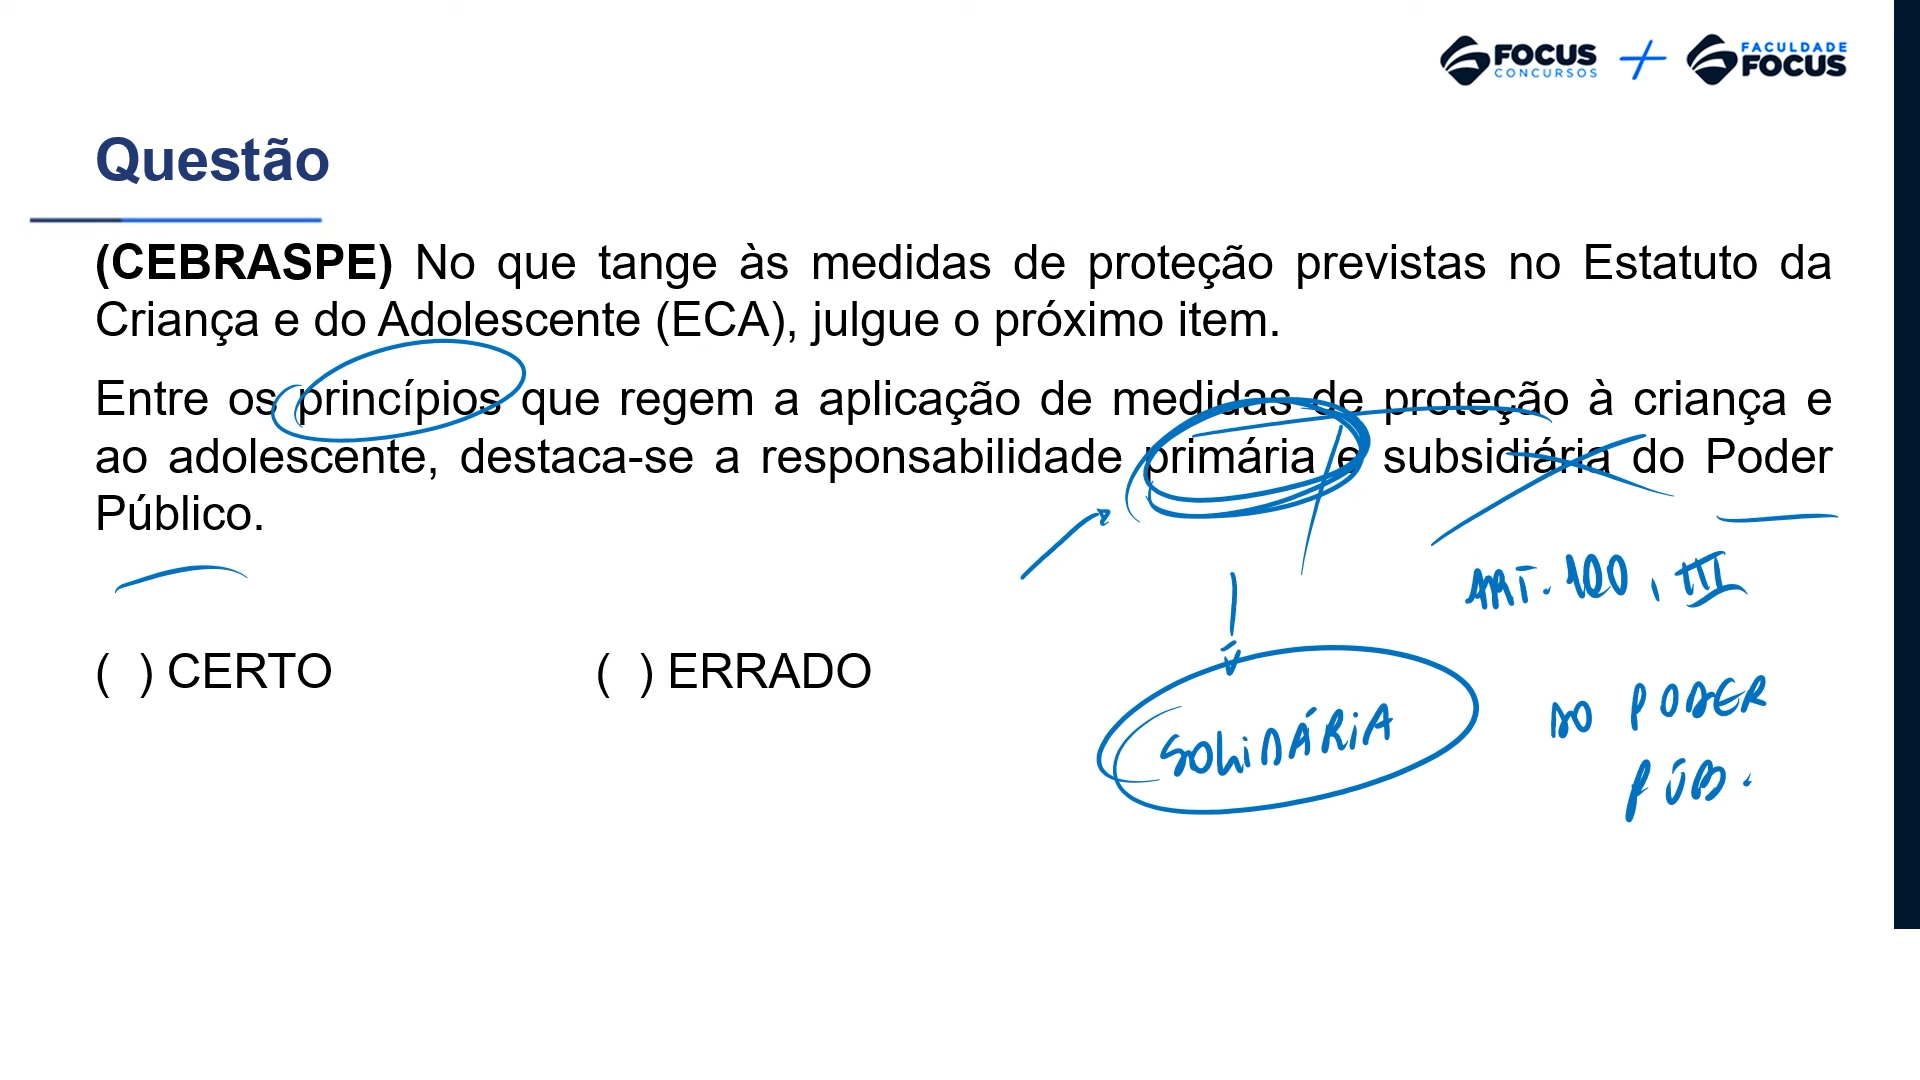 FOCUS CONCURSOS + FACULDADE FOCUS
Questão
(CEBRASPE) No que tange às medidas de proteção previstas no Estatuto da
Criança e do Adolescente (ECA), julgue o próximo item.
Entre os princípios que regem a aplicação de medidas de proteção à criança e
ao adolescente, destaca-se a responsabilidade primária e subsidiária do Poder
Público.
ART. 100, III
( ) CERTO ( ) ERRADO
SOLIDÁRIA
DO PODER
PÚB.